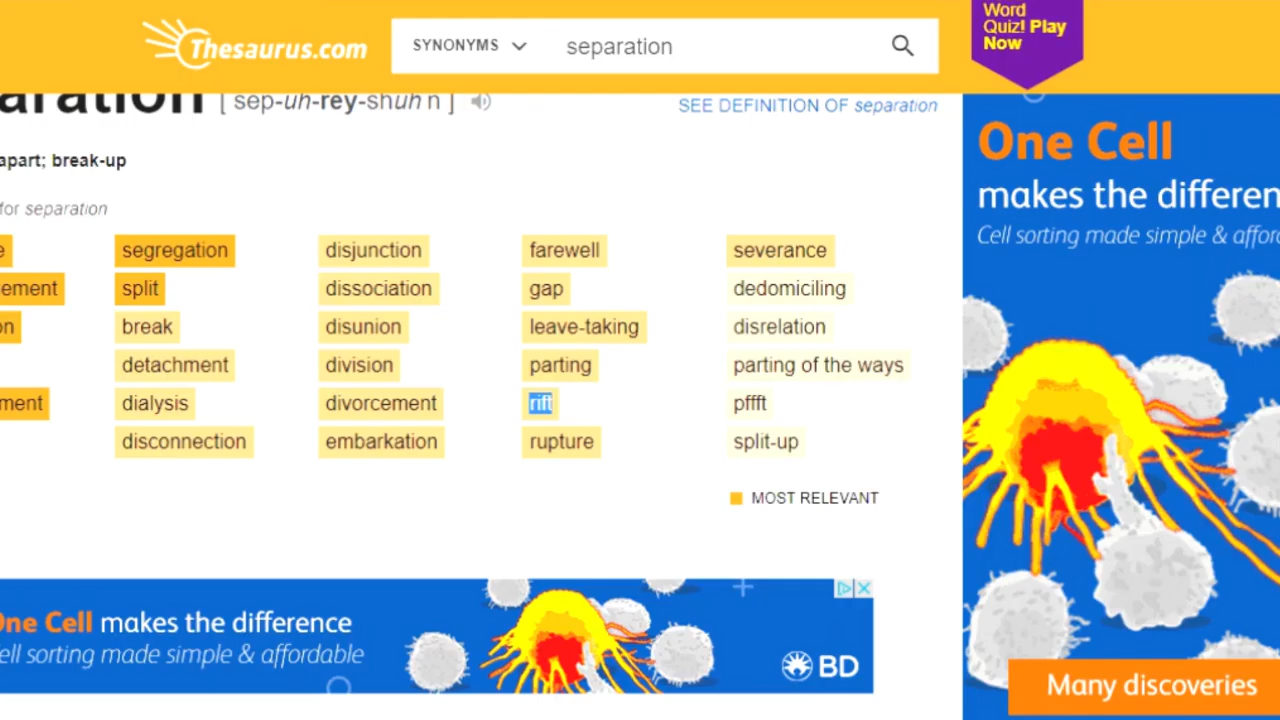 Thesaurus.com
SYNONYMS
separation
Word
Quiz! Play
Now
aration [ sep-uh-rey-shuh n ]
SEE DEFINITION OF separation
apart; break-up
for separation
segregation
disjunction
farewell
severance
ement
split
dissociation
gap
dedomiciling
on
break
disunion
leave-taking
disrelation
detachment
division
parting
parting of the ways
ment
dialysis
divorcement
rift
pffft
disconnection
embarkation
rupture
split-up
MOST RELEVANT
One Cell
makes the differen
Cell sorting made simple & affor
Many discoveries
One Cell makes the difference
ell sorting made simple & affordable
BD